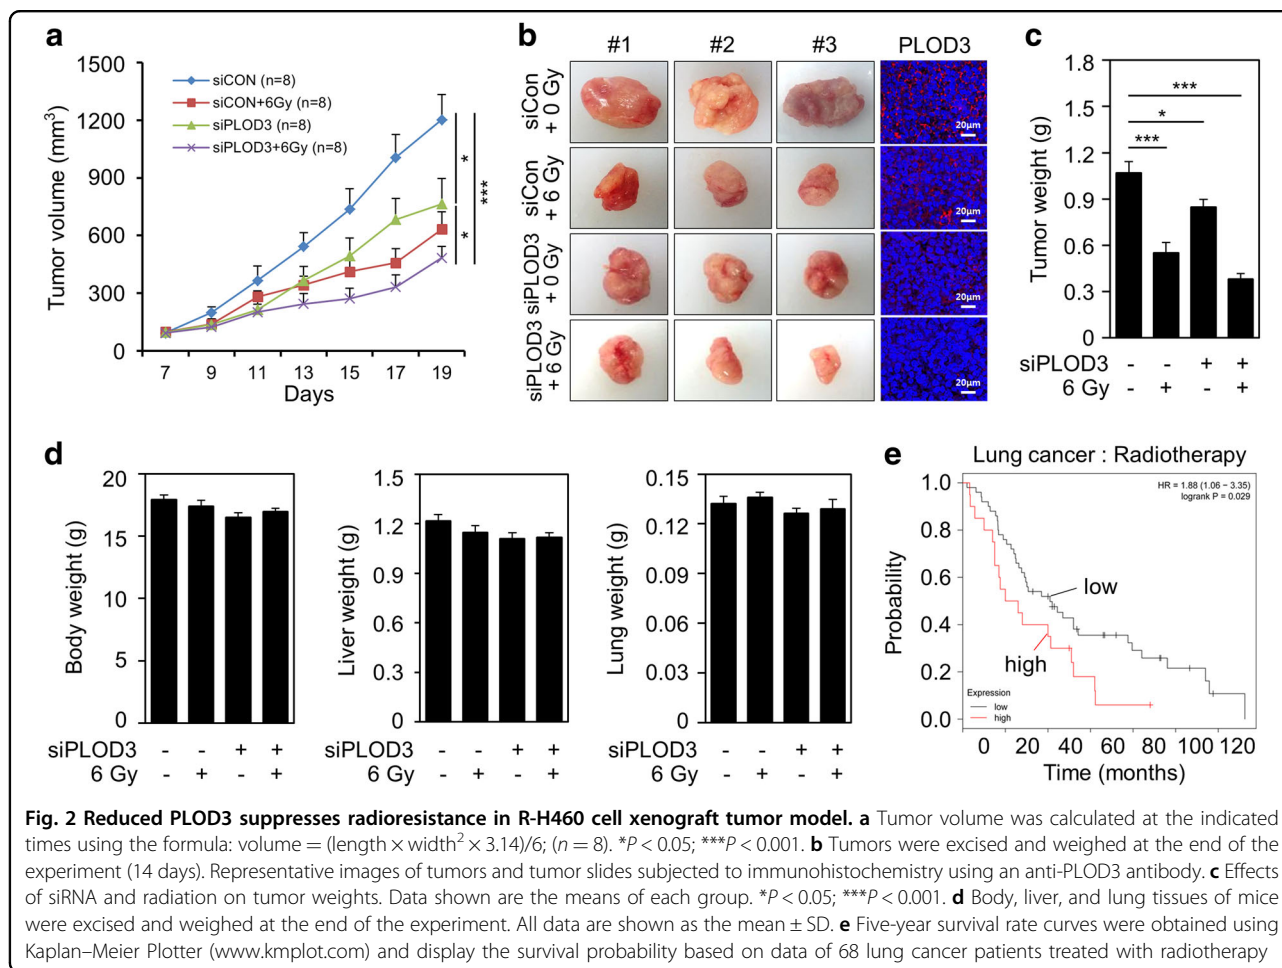 a
1500
1200
900
600
300
0
Tumor volume (mm³)
siCON (n=8)
siCON+6Gy (n=8)
siPLOD3 (n=8)
siPLOD3+6Gy (n=8)
*
***
*
7 9 11 13 15 17 19
Days
b
#1 #2 #3 PLOD3
siCon + 0 Gy
20μm
siCon + 6 Gy
20μm
siPLOD3 + 0 Gy
20μm
siPLOD3 + 6 Gy
20μm
c
1.8
1.5
1.2
0.9
0.6
0.3
0
Tumor weight (g)
***
*
***
siPLOD3 - - + +
6 Gy - + - +
d
20
15
10
5
0
Body weight (g)
siPLOD3 - - + +
6 Gy - + - +
1.5
1.2
0.9
0.6
1.3
0
Livır weight (g)
siPLOD3 - - + +
6 Gy - + - +
0.15
0.12
0.09
0.06
0.03
0
Lung weight (g)
siPLOD3 - - + +
6 Gy - + - +
e
Lung cancer : Radiotherapy
HR = 1.88 (1.06 − 3.35)
logrank P = 0.029
1.0
0.8
0.6
0.4
0.2
0.0
Probability
low
high
Expression
low
high
0 20 40 60 80 100 120
Time (months)
Fig. 2 Reduced PLOD3 suppresses radioresistance in R-H460 cell xenograft tumor model. a Tumor volume was calculated at the indicated
times using the formula: volume = (length × width² × 3.14)/6; (n = 8). *P < 0.05; ***P < 0.001. b Tumors were excised and weighed at the end of the
experiment (14 days). Representative images of tumors and tumor slides subjected to immunohistochemistry using an anti-PLOD3 antibody. c Effects
of siRNA and radiation on tumor weights. Data shown are the means of each group. *P < 0.05; ***P < 0.001. d Body, liver, and lung tissues of mice
were excised and weighed at the end of the experiment. All data are shown as the mean ± SD. e Five-year survival rate curves were obtained using
Kaplan–Meier Plotter (www.kmplot.com) and display the survival probability based on data of 68 lung cancer patients treated with radiotherapy